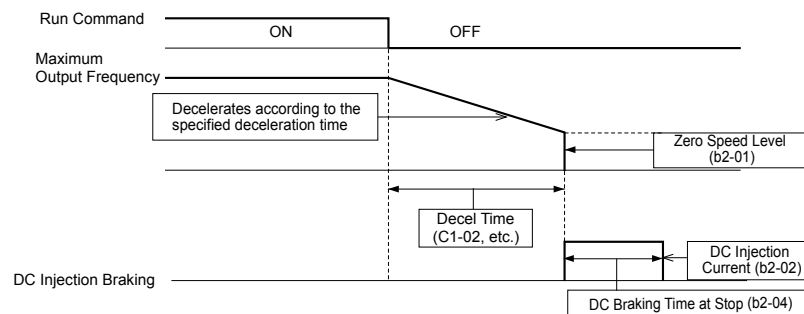 Run Command
ON
OFF
Maximum
Output Frequency
Decelerates according to the
specified deceleration time
Zero Speed Level
(b2-01)
Decel Time
(C1-02, etc.)
DC Injection Braking
DC Injection
Current (b2-02)
DC Braking Time at Stop (b2-04)